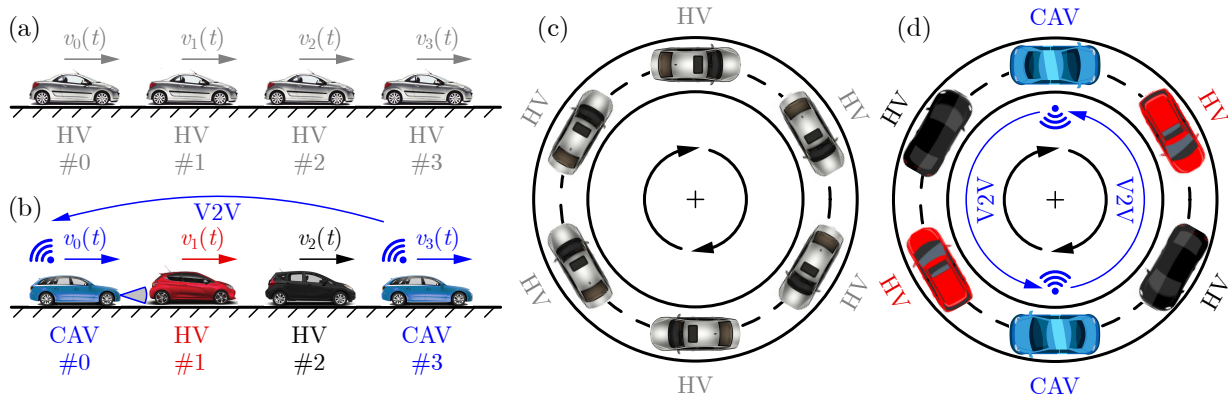 (a)
v₀(t) v₁(t) v₂(t) v₃(t)
HV HV HV HV
#0 #1 #2 #3
(b)
V2V
v₀(t) v₁(t) v₂(t) v₃(t)
CAV HV HV CAV
#0 #1 #2 #3
(c)
HV
HV HV
HV HV
HV
(d)
CAV
HV HV
V2V V2V
HV HV
CAV